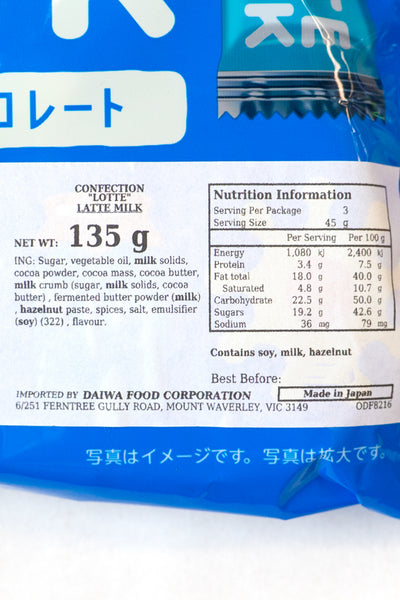 コレート
CONFECTION
"LOTTE"
LATTE MILK
NET WT: 135 g
ING: Sugar, vegetable oil, milk solids,
cocoa powder, cocoa mass, cocoa butter,
milk crumb (sugar, milk solids, cocoa
butter) , fermented butter powder (milk)
, hazelnut paste, spices, salt, emulsifier
(soy) (322) , flavour.
Nutrition Information
Serving Per Package 3
Serving Size 45 g
Per Serving Per 100 g
Energy 1,080 kJ 2,400 kJ
Protein 3.4 g 7.5 g
Fat total 18.0 g 40.0 g
Saturated 4.8 g 10.7 g
Carbohydrate 22.5 g 50.0 g
Sugars 19.2 g 42.6 g
Sodium 36 mg 79 mg
Contains soy, milk, hazelnut
Best Before:
Made in Japan
IMPORTED BY DAIWA FOOD CORPORATION
6/251 FERNTREE GULLY ROAD, MOUNT WAVERLEY, VIC 3149 ODF8216
写真はイメージです。写真は拡大です。